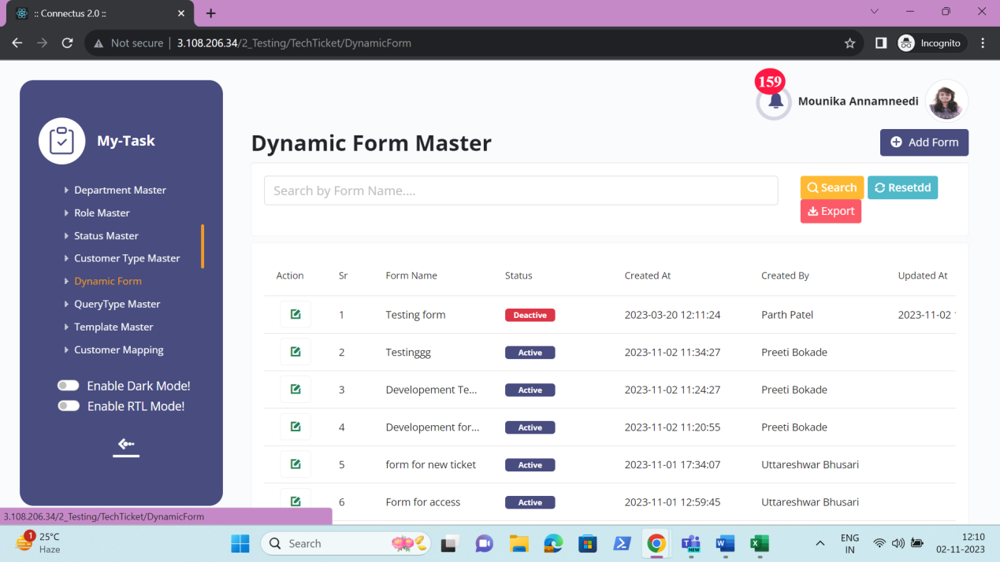 :: Connectus 2.0 ::
Not secure | 3.108.206.34/2_Testing/TechTicket/DynamicForm
Incognito
159
Mounika Annamneedi
My-Task
Department Master
Role Master
Status Master
Customer Type Master
Dynamic Form
QueryType Master
Template Master
Customer Mapping
Enable Dark Mode!
Enable RTL Mode!
Dynamic Form Master
Add Form
Search by Form Name....
Search
Resetdd
Export
Action Sr Form Name Status Created At Created By Updated At
1 Testing form Deactive 2023-03-20 12:11:24 Parth Patel 2023-11-02
2 Testinggg Active 2023-11-02 11:34:27 Preeti Bokade
3 Developement Te... Active 2023-11-02 11:24:27 Preeti Bokade
4 Developement for... Active 2023-11-02 11:20:55 Preeti Bokade
5 form for new ticket Active 2023-11-01 17:34:07 Uttareshwar Bhusari
6 Form for access Active 2023-11-01 12:59:45 Uttareshwar Bhusari
3.108.206.34/2_Testing/TechTicket/DynamicForm
1
25°C
Haze
Search
NEW
ENG
IN
12:10
02-11-2023